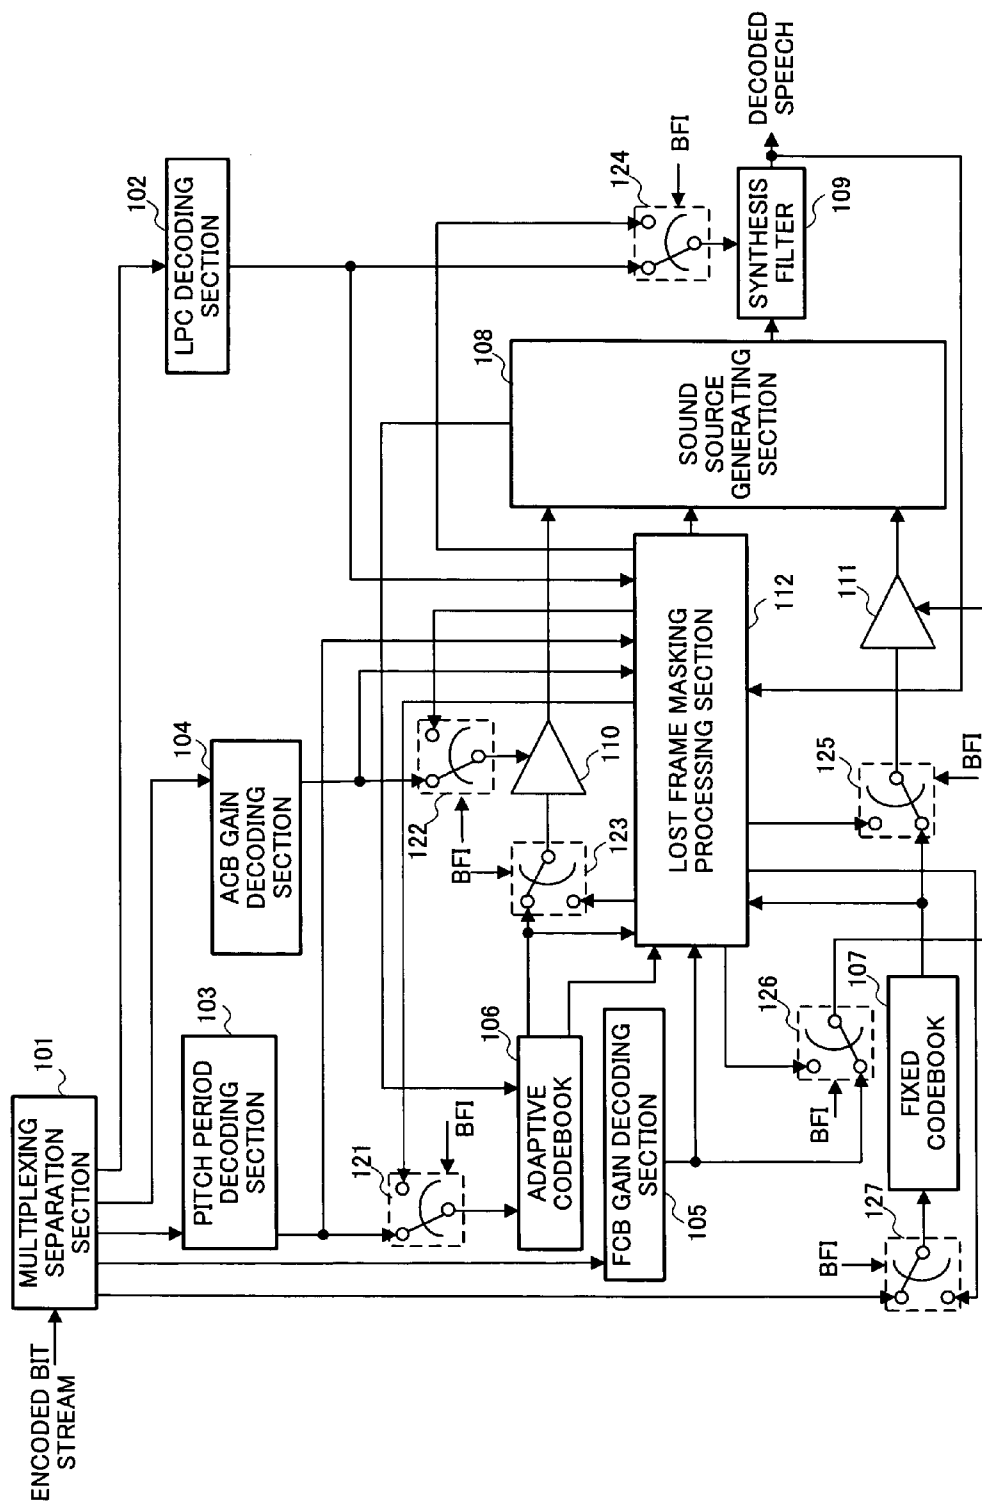 ENCODED BIT
STREAM
101
MULTIPLEXING
SEPARATION
SECTION
102
LPC DECODING
SECTION
104
ACB GAIN
DECODING
SECTION
103
PITCH PERIOD
DECODING
SECTION
121
BFI
122
BFI
BFI
123
110
124
BFI
DECODED
SPEECH
SYNTHESIS
FILTER
109
108
SOUND
SOURCE
GENERATING
SECTION
106
ADAPTIVE
CODEBOOK
FCB GAIN DECODING
SECTION
105
LOST FRAME MASKING
PROCESSING SECTION
112
111
125
BFI
126
BFI
107
FIXED
CODEBOOK
127
BFI